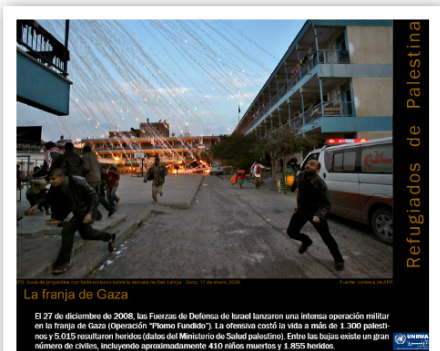 Refugiados de Palestina
La franja de Gaza
El 27 de diciembre de 2008, las Fuerzas de Defensa de Israel lanzaron una intensa operación militar
en la franja de Gaza (Operación "Plomo Fundido"). La ofensiva costó la vida a más de 1.300 palesti-
nos y 5.015 resultaron heridos (datos del Ministerio de Salud palestino). Entre las bajas existe un gran
número de civiles, incluyendo aproximadamente 410 niños muertos y 1.855 heridos.
unrwa